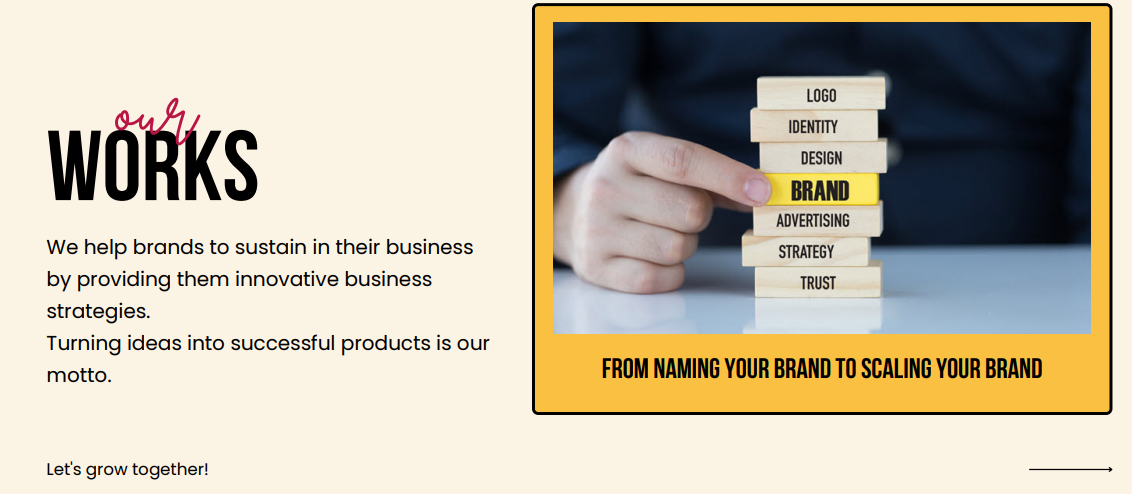 our
WORKS
We help brands to sustain in their business
by providing them innovative business
strategies.
Turning ideas into successful products is our
motto.
Let's grow together!
LOGO
IDENTITY
DESIGN
BRAND
ADVERTISING
STRATEGY
TRUST
FROM NAMING YOUR BRAND TO SCALING YOUR BRAND